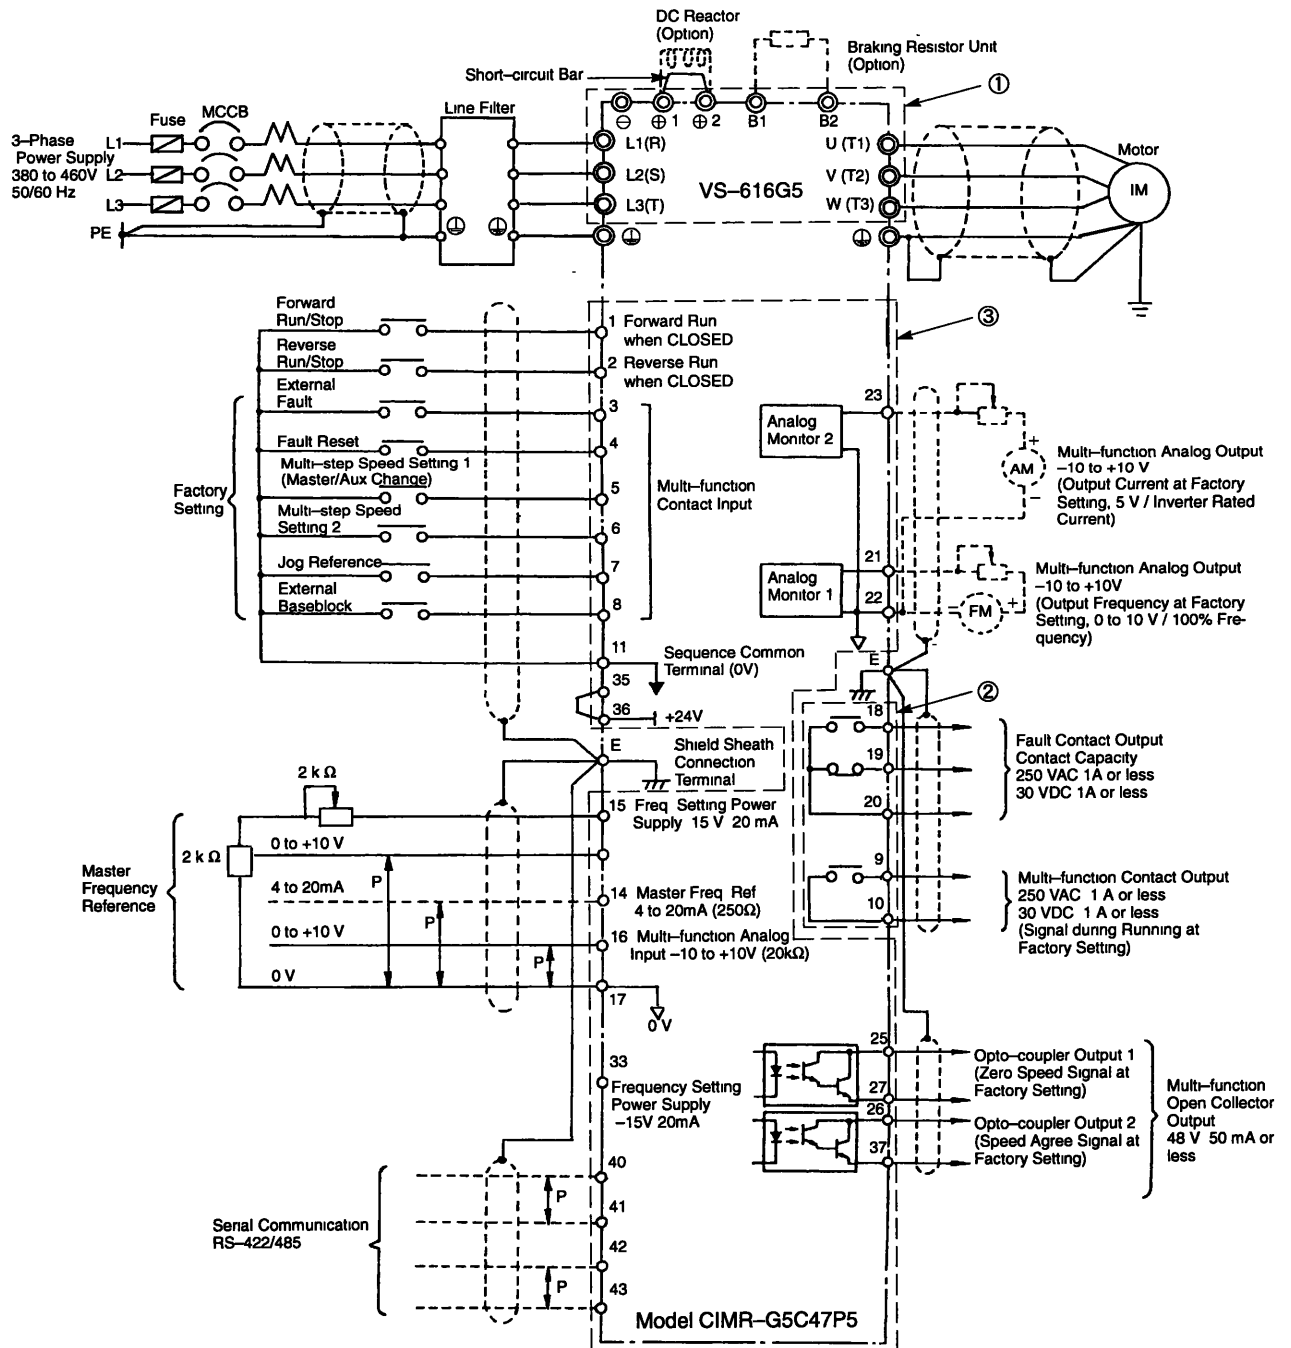 DC Reactor
(Option)
Braking Resistor Unit
(Option)
Short–circuit Bar
①
Fuse
MCCB
Line Filter
⊖
⊕ 1
⊕ 2
B1
B2
3–Phase
Power Supply
380 to 460V
50/60 Hz
L1
L2
L3
PE
L1(R)
L2(S)
L3(T)
VS–616G5
U (T1)
V (T2)
W (T3)
Motor
IM
Forward
Run/Stop
Reverse
Run/Stop
External
Fault
Fault Reset
Multi–step Speed Setting 1
(Master/Aux Change)
Multi–step Speed
Setting 2
Jog Reference
External
Baseblock
Factory
Setting
1 Forward Run
when CLOSED
2 Reverse Run
when CLOSED
3
4
5
6
7
8
Multi–function
Contact Input
11
Sequence Common
Terminal (0V)
35
36
+24V
③
23
Analog
Monitor 2
AM
+
–
Multi–function Analog Output
–10 to +10 V
(Output Current at Factory
Setting, 5 V / Inverter Rated
Current)
21
Analog
Monitor 1
22
FM
+
Multi–function Analog Output
–10 to +10V
(Output Frequency at Factory
Setting, 0 to 10 V / 100% Fre-
quency)
E
②
E
Shield Sheath
Connection
Terminal
18
19
20
Fault Contact Output
Contact Capacity
250 VAC 1A or less
30 VDC 1A or less
9
10
Multi–function Contact Output
250 VAC 1 A or less
30 VDC 1 A or less
(Signal during Running at
Factory Setting)
2 k Ω
2 k Ω
Master
Frequency
Reference
0 to +10 V
4 to 20mA
0 to +10 V
0 V
P
P
P
15 Freq Setting Power
Supply 15 V 20 mA
14 Master Freq Ref
4 to 20mA (250Ω)
16 Multi–function Analog
Input –10 to +10V (20kΩ)
17
0 V
33
Frequency Setting
Power Supply
–15V 20mA
25
27
26
37
Opto–coupler Output 1
(Zero Speed Signal at
Factory Setting)
Opto–coupler Output 2
(Speed Agree Signal at
Factory Setting)
Multi–function
Open Collector
Output
48 V 50 mA or
less
40
41
42
43
P
P
Serial Communication
RS–422/485
Model CIMR–G5C47P5